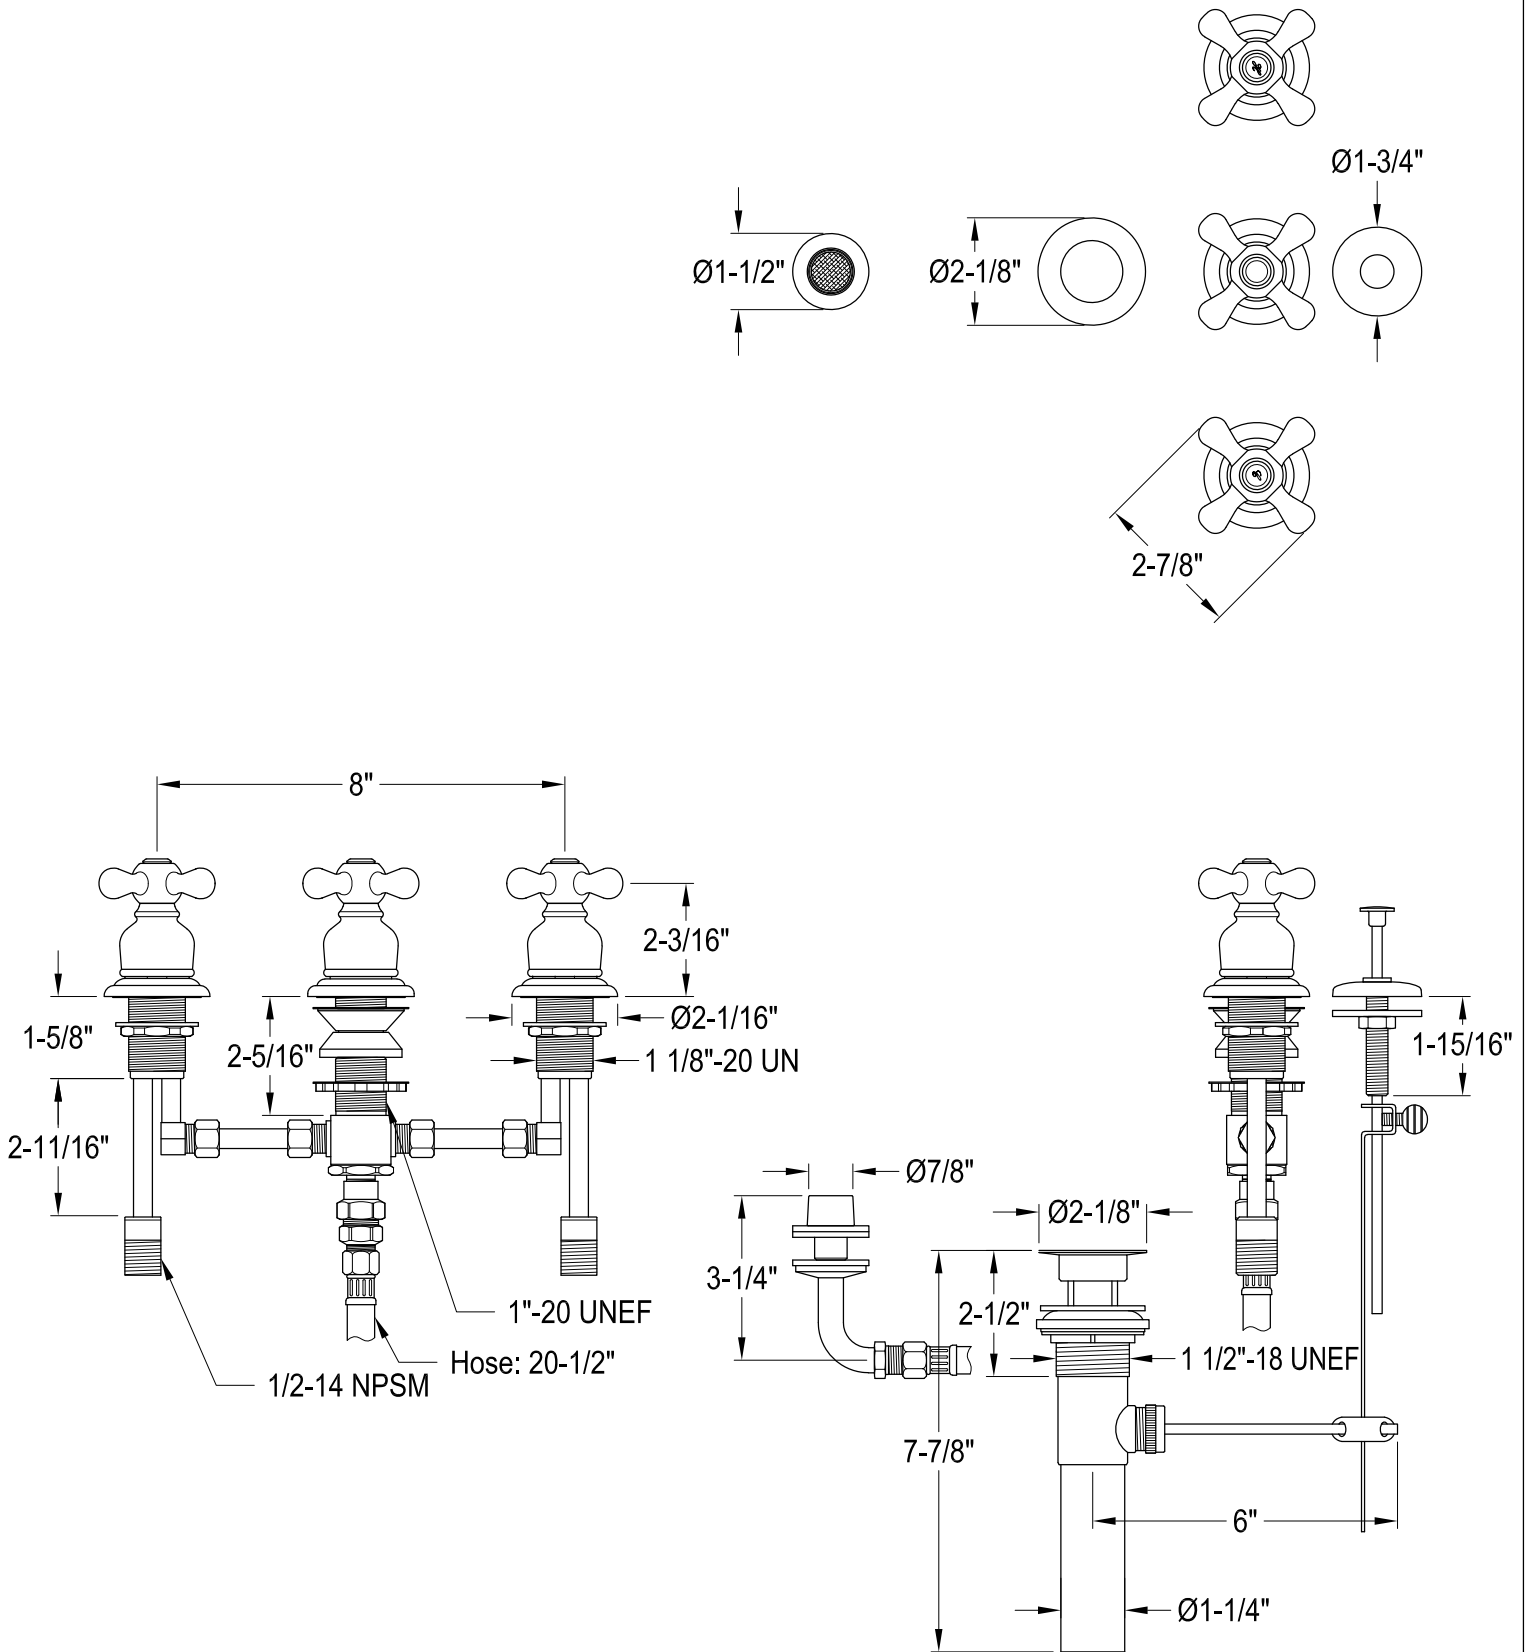 Ø1-3/4"
Ø1-1/2"
Ø2-1/8"
2-7/8"
8"
2-3/16"
Ø2-1/16"
1-5/8"
2-5/16"
1 1/8"-20 UN
1-15/16"
2-11/16"
Ø7/8"
Ø2-1/8"
3-1/4"
2-1/2"
1"-20 UNEF
Hose: 20-1/2"
1 1/2"-18 UNEF
1/2-14 NPSM
7-7/8"
6"
Ø1-1/4"